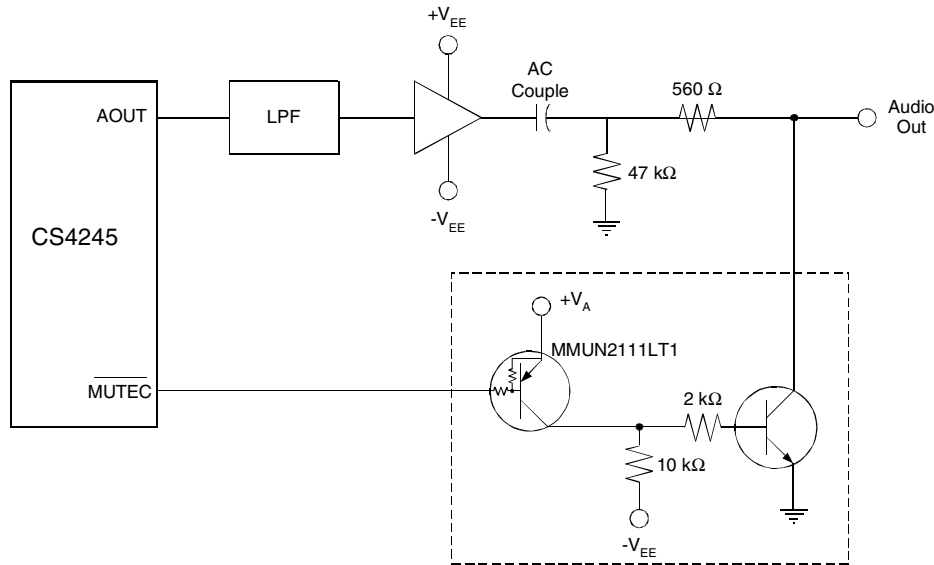 +V_EE
AC
Couple
560 Ω
AOUT
LPF
Audio
Out
47 kΩ
-V_EE
CS4245
+V_A
MMUN2111LT1
M̅U̅T̅E̅C̅
2 kΩ
10 kΩ
-V_EE